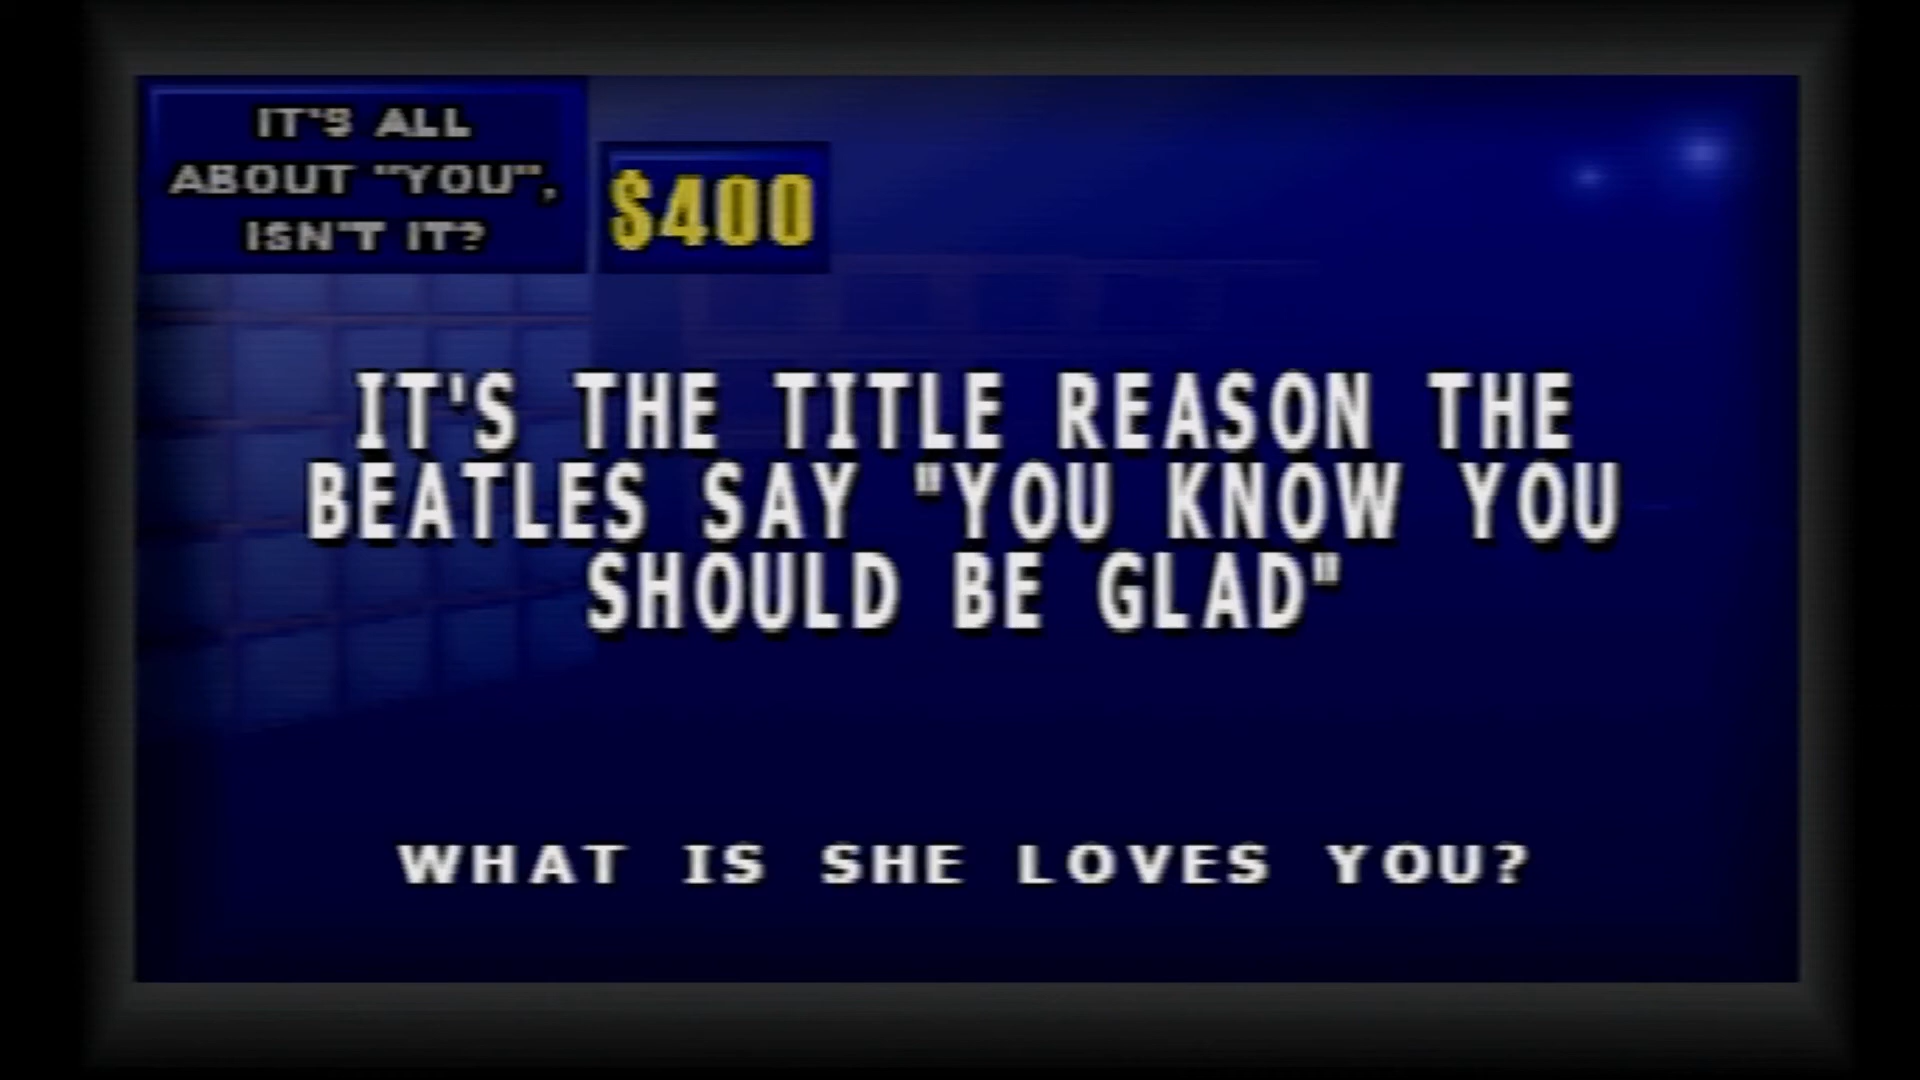 IT'S ALL
ABOUT "YOU",
ISN'T IT?
$400
IT'S THE TITLE REASON THE
BEATLES SAY "YOU KNOW YOU
SHOULD BE GLAD"
WHAT IS SHE LOVES YOU?